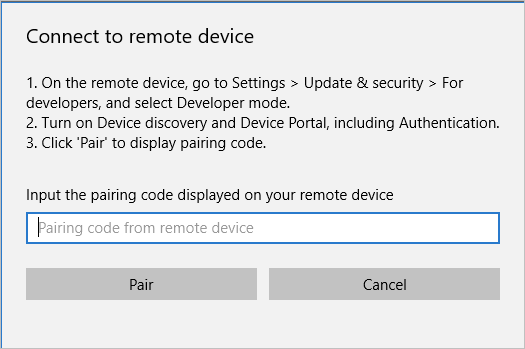 Connect to remote device
1. On the remote device, go to Settings > Update & security > For
developers, and select Developer mode.
2. Turn on Device discovery and Device Portal, including Authentication.
3. Click 'Pair' to display pairing code.
Input the pairing code displayed on your remote device
Pairing code from remote device
Pair
Cancel